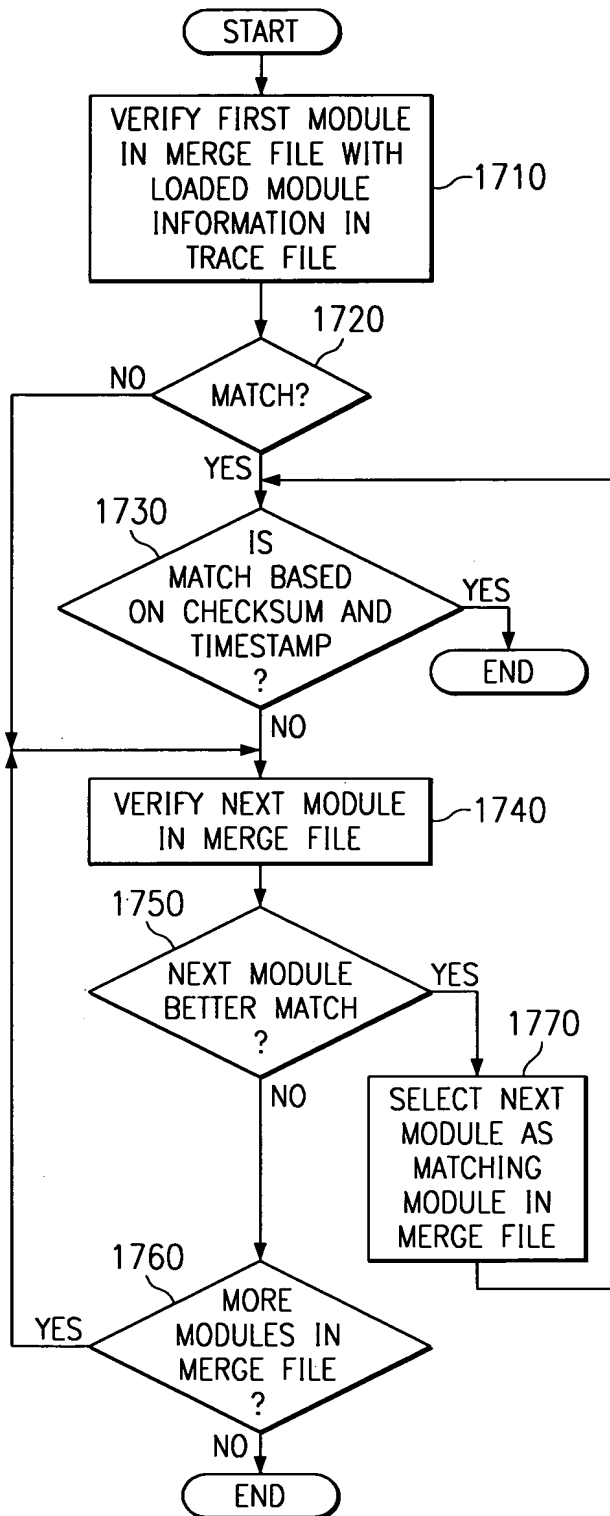 START
VERIFY FIRST MODULE
IN MERGE FILE WITH
LOADED MODULE
INFORMATION IN
TRACE FILE
1710
1720
NO
MATCH?
YES
1730
IS
MATCH BASED
ON CHECKSUM AND
TIMESTAMP
?
YES
END
NO
VERIFY NEXT MODULE
IN MERGE FILE
1740
1750
NEXT MODULE
BETTER MATCH
?
YES
NO
1770
SELECT NEXT
MODULE AS
MATCHING
MODULE IN
MERGE FILE
1760
MORE
MODULES IN
MERGE FILE
?
YES
NO
END